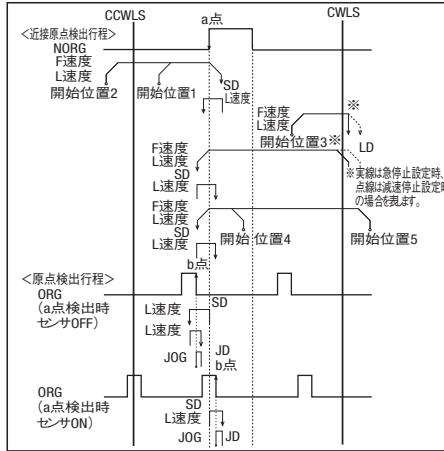 CCWLS
a点
CWLS
<近接原点検出行程>
NORG
F速度
L速度
SD
L速度
開始位置2
開始位置1
F速度
L速度
※
開始位置3※
LD
F速度
L速度
SD
L速度
※実線は急停止設定時、
点線は減速停止設定時
の場合を表します。
F速度
L速度
SD
L速度
開始位置4
開始位置5
b点
<原点検出行程>
ORG
(a点検出時
センサOFF)
SD
L速度
L速度
JOG
JD
b点
ORG
(a点検出時
センサON)
SD
L速度
JOG
JD